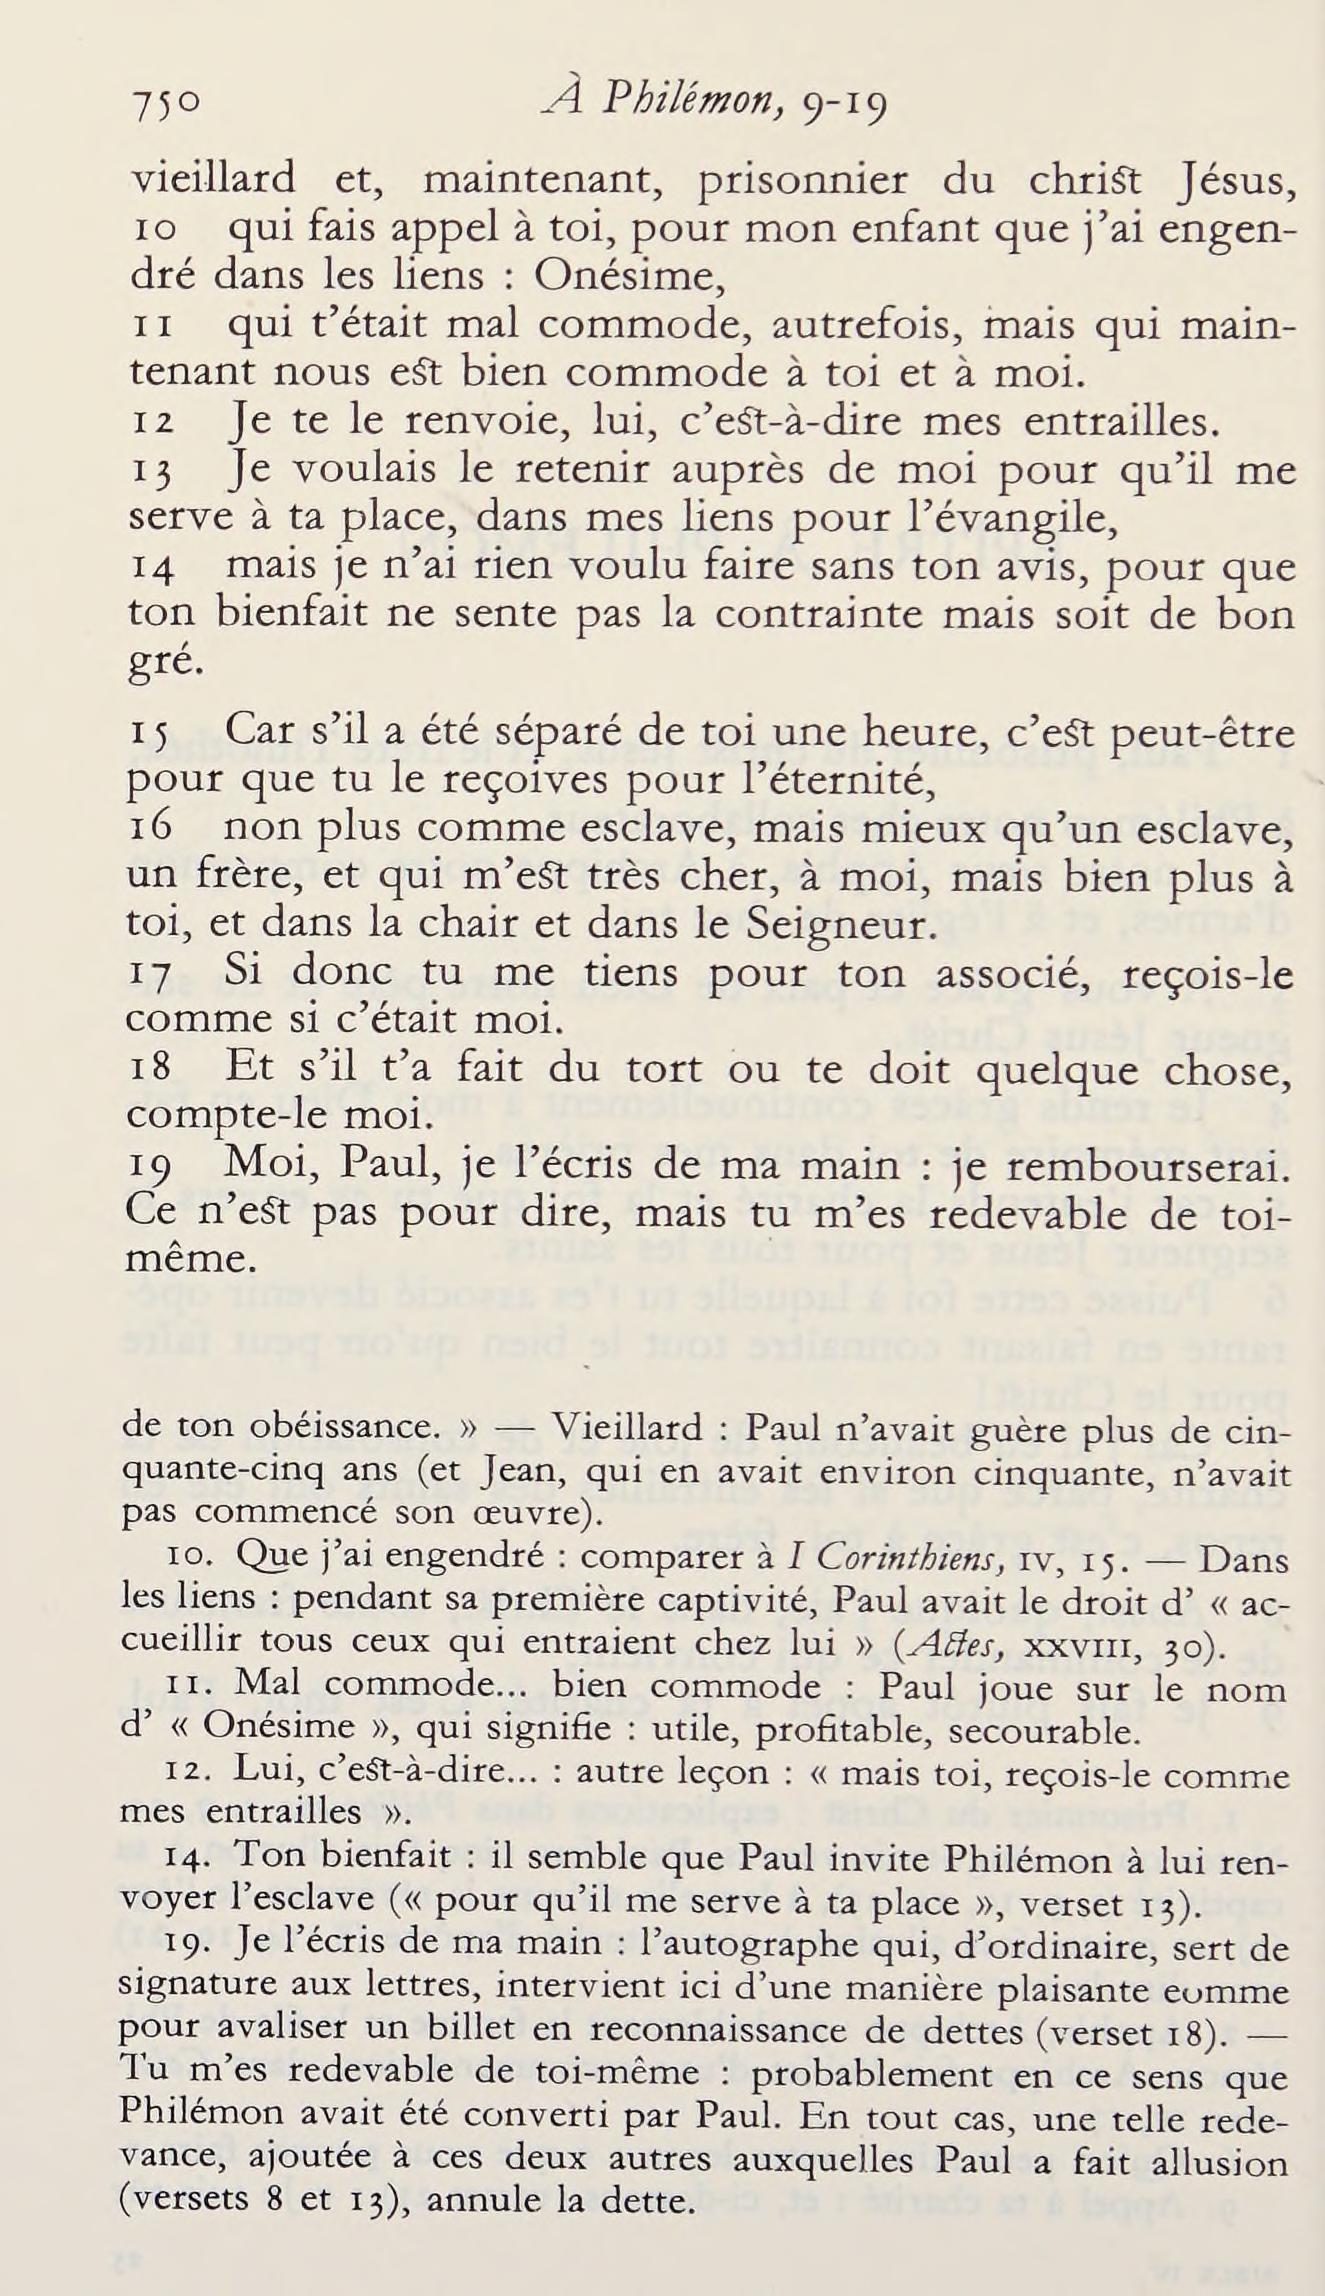 750
À Philémon, 9-19
vieillard et, maintenant, prisonnier du christ Jésus,
10 qui fais appel à toi, pour mon enfant que j’ai engen-
dré dans les liens : Onésime,
11 qui t’était mal commode, autrefois, mais qui main-
tenant nous est bien commode à toi et à moi.
12 Je te le renvoie, lui, c’est-à-dire mes entrailles.
13 Je voulais le retenir auprès de moi pour qu’il me
serve à ta place, dans mes liens pour l’évangile,
14 mais je n’ai rien voulu faire sans ton avis, pour que
ton bienfait ne sente pas la contrainte mais soit de bon
gré.
15 Car s’il a été séparé de toi une heure, c’est peut-être
pour que tu le reçoives pour l’éternité,
16 non plus comme esclave, mais mieux qu’un esclave,
un frère, et qui m’est très cher, à moi, mais bien plus à
toi, et dans la chair et dans le Seigneur.
17 Si donc tu me tiens pour ton associé, reçois-le
comme si c’était moi.
18 Et s’il t’a fait du tort ou te doit quelque chose,
compte-le moi.
19 Moi, Paul, je l’écris de ma main : je rembourserai.
Ce n’est pas pour dire, mais tu m’es redevable de toi-
même.
de ton obéissance. » — Vieillard : Paul n’avait guère plus de cin-
quante-cinq ans (et Jean, qui en avait environ cinquante, n’avait
pas commencé son œuvre).
10. Que j’ai engendré : comparer à I Corinthiens, IV, 15. — Dans
les liens : pendant sa première captivité, Paul avait le droit d’ « ac-
cueillir tous ceux qui entraient chez lui » (Actes, XXVIII, 30).
11. Mal commode... bien commode : Paul joue sur le nom
d’ « Onésime », qui signifie : utile, profitable, secourable.
12. Lui, c’est-à-dire... : autre leçon : « mais toi, reçois-le comme
mes entrailles ».
14. Ton bienfait : il semble que Paul invite Philémon à lui ren-
voyer l’esclave (« pour qu’il me serve à ta place », verset 13).
19. Je l’écris de ma main : l’autographe qui, d’ordinaire, sert de
signature aux lettres, intervient ici d’une manière plaisante comme
pour avaliser un billet en reconnaissance de dettes (verset 18). —
Tu m’es redevable de toi-même : probablement en ce sens que
Philémon avait été converti par Paul. En tout cas, une telle rede-
vance, ajoutée à ces deux autres auxquelles Paul a fait allusion
(versets 8 et 13), annule la dette.